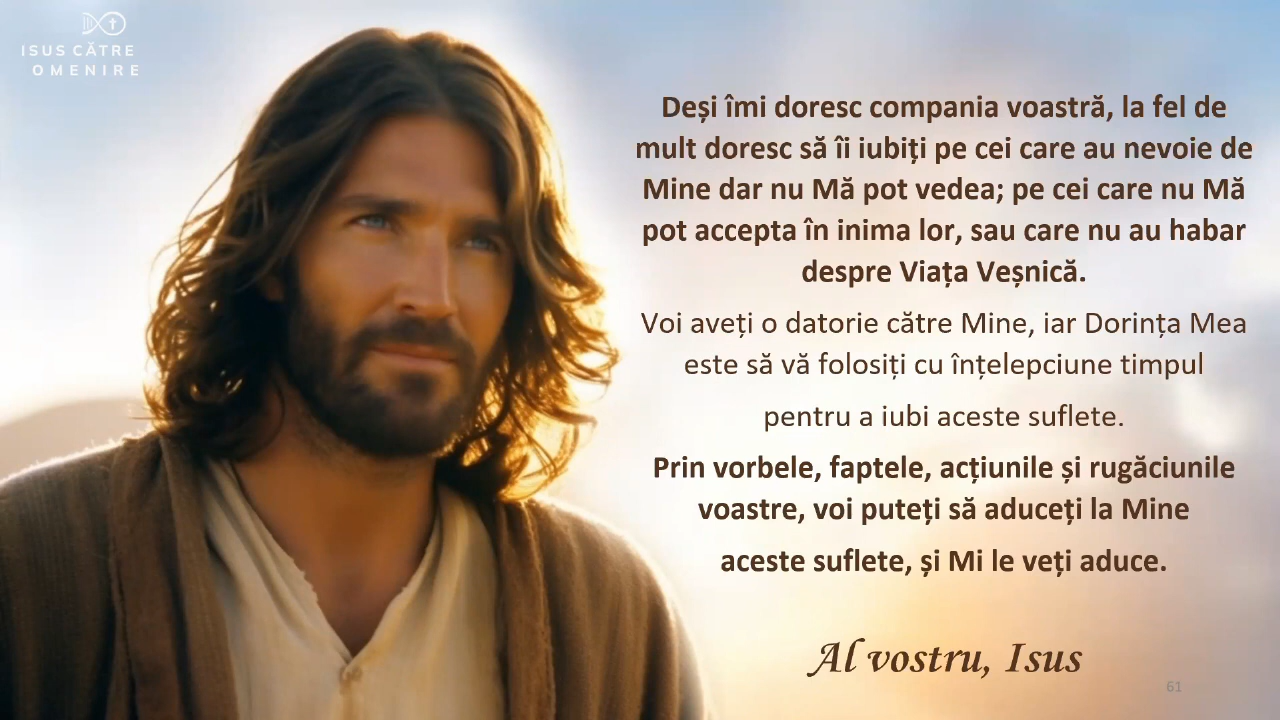 ISUS CĂTRE
OMENIRE
Deși îmi doresc compania voastră, la fel de
mult doresc să îi iubiți pe cei care au nevoie de
Mine dar nu Mă pot vedea; pe cei care nu Mă
pot accepta în inima lor, sau care nu au habar
despre Viața Veșnică.
Voi aveți o datorie către Mine, iar Dorința Mea
este să vă folosiți cu înțelepciune timpul
pentru a iubi aceste suflete.
Prin vorbele, faptele, acțiunile și rugăciunile
voastre, voi puteți să aduceți la Mine
aceste suflete, și Mi le veți aduce.
Al vostru, Isus
61